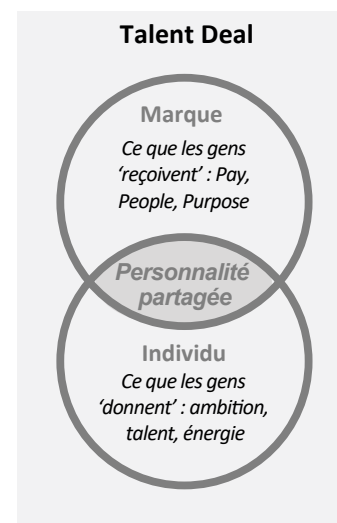 Talent Deal
Marque
Ce que les gens
‘reçoivent’ : Pay,
People, Purpose
Personnalité
partagée
Individu
Ce que les gens
‘donnent’ : ambition,
talent, énergie